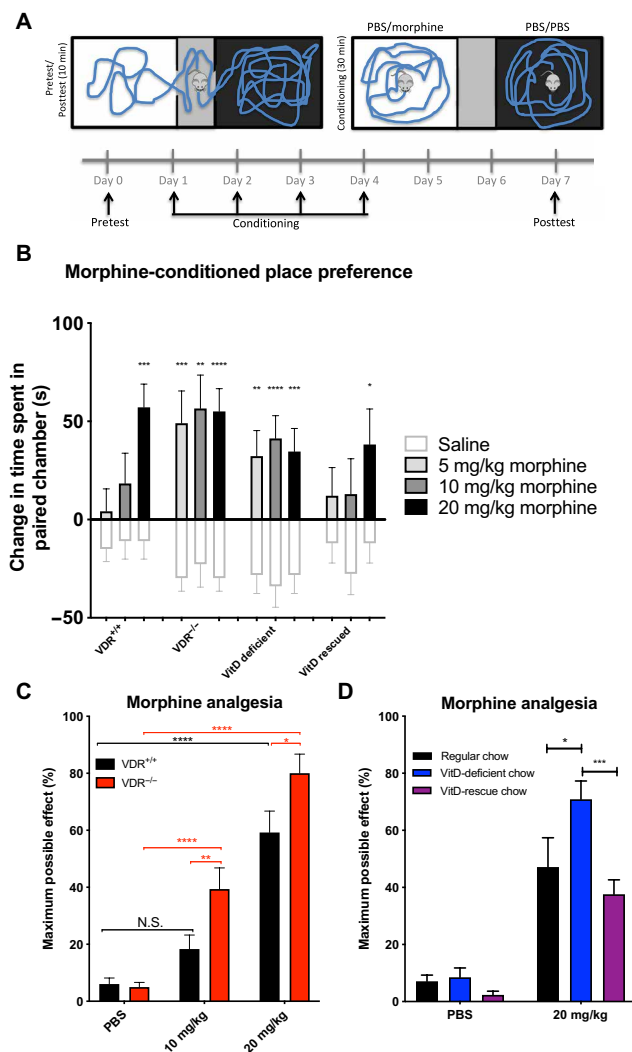 A
Pretest/
Posttest (10 min)
Conditioning (30 min)
PBS/morphine
PBS/PBS
Day 0
Day 1
Day 2
Day 3
Day 4
Day 5
Day 6
Day 7
Pretest
Conditioning
Posttest
B
Morphine-conditioned place preference
Change in time spent in
paired chamber (s)
100
50
0
−50
***
***
**
****
**
****
***
*
Saline
5 mg/kg morphine
10 mg/kg morphine
20 mg/kg morphine
VDR+/+
VDR−/−
VitD deficient
VitD rescued
C
Morphine analgesia
Maximum possible effect (%)
100
80
60
40
20
0
VDR+/+
VDR−/−
****
****
*
****
**
N.S.
PBS
10 mg/kg
20 mg/kg
D
Morphine analgesia
Maximum possible effect (%)
100
80
60
40
20
0
Regular chow
VitD-deficient chow
VitD-rescue chow
*
***
PBS
20 mg/kg